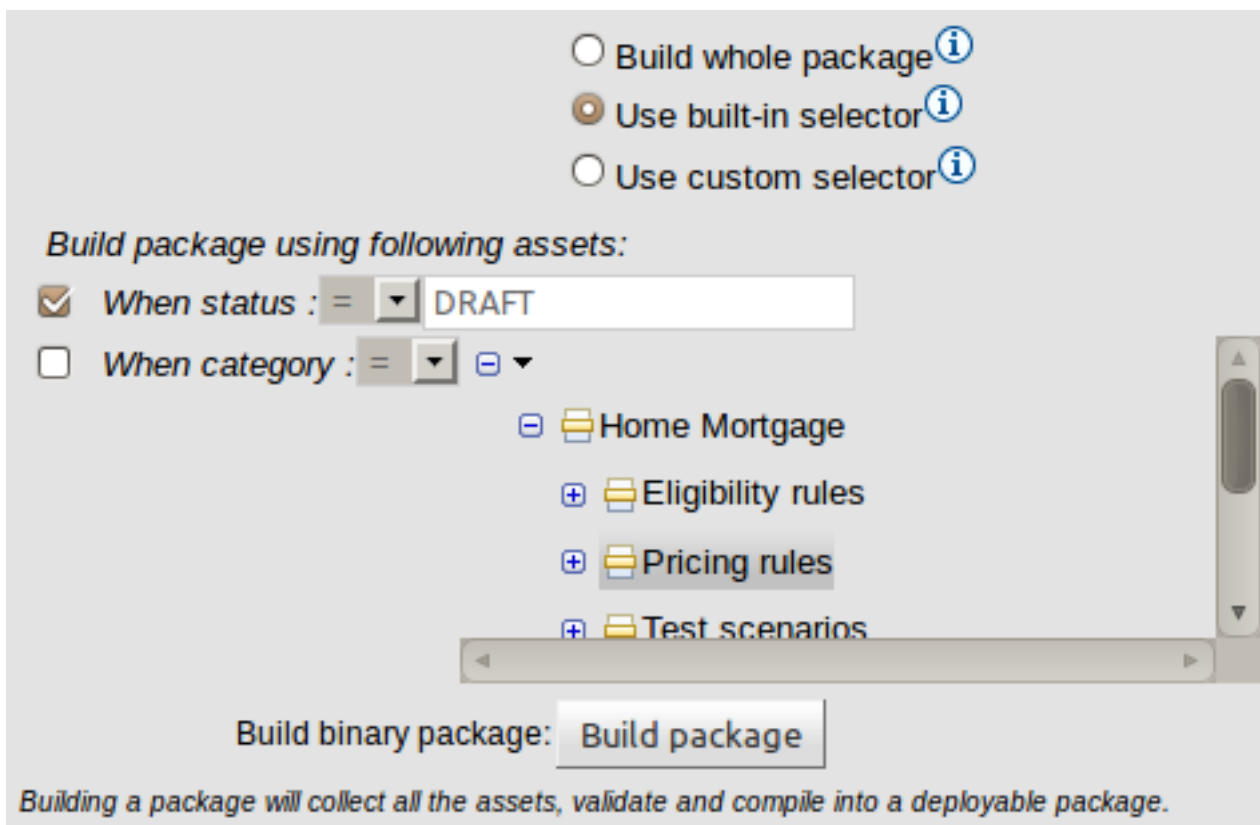 Build whole package
Use built-in selector
Use custom selector
Build package using following assets:
When status : = DRAFT
When category : =
Home Mortgage
Eligibility rules
Pricing rules
Test scenarios
Build binary package: Build package
Building a package will collect all the assets, validate and compile into a deployable package.